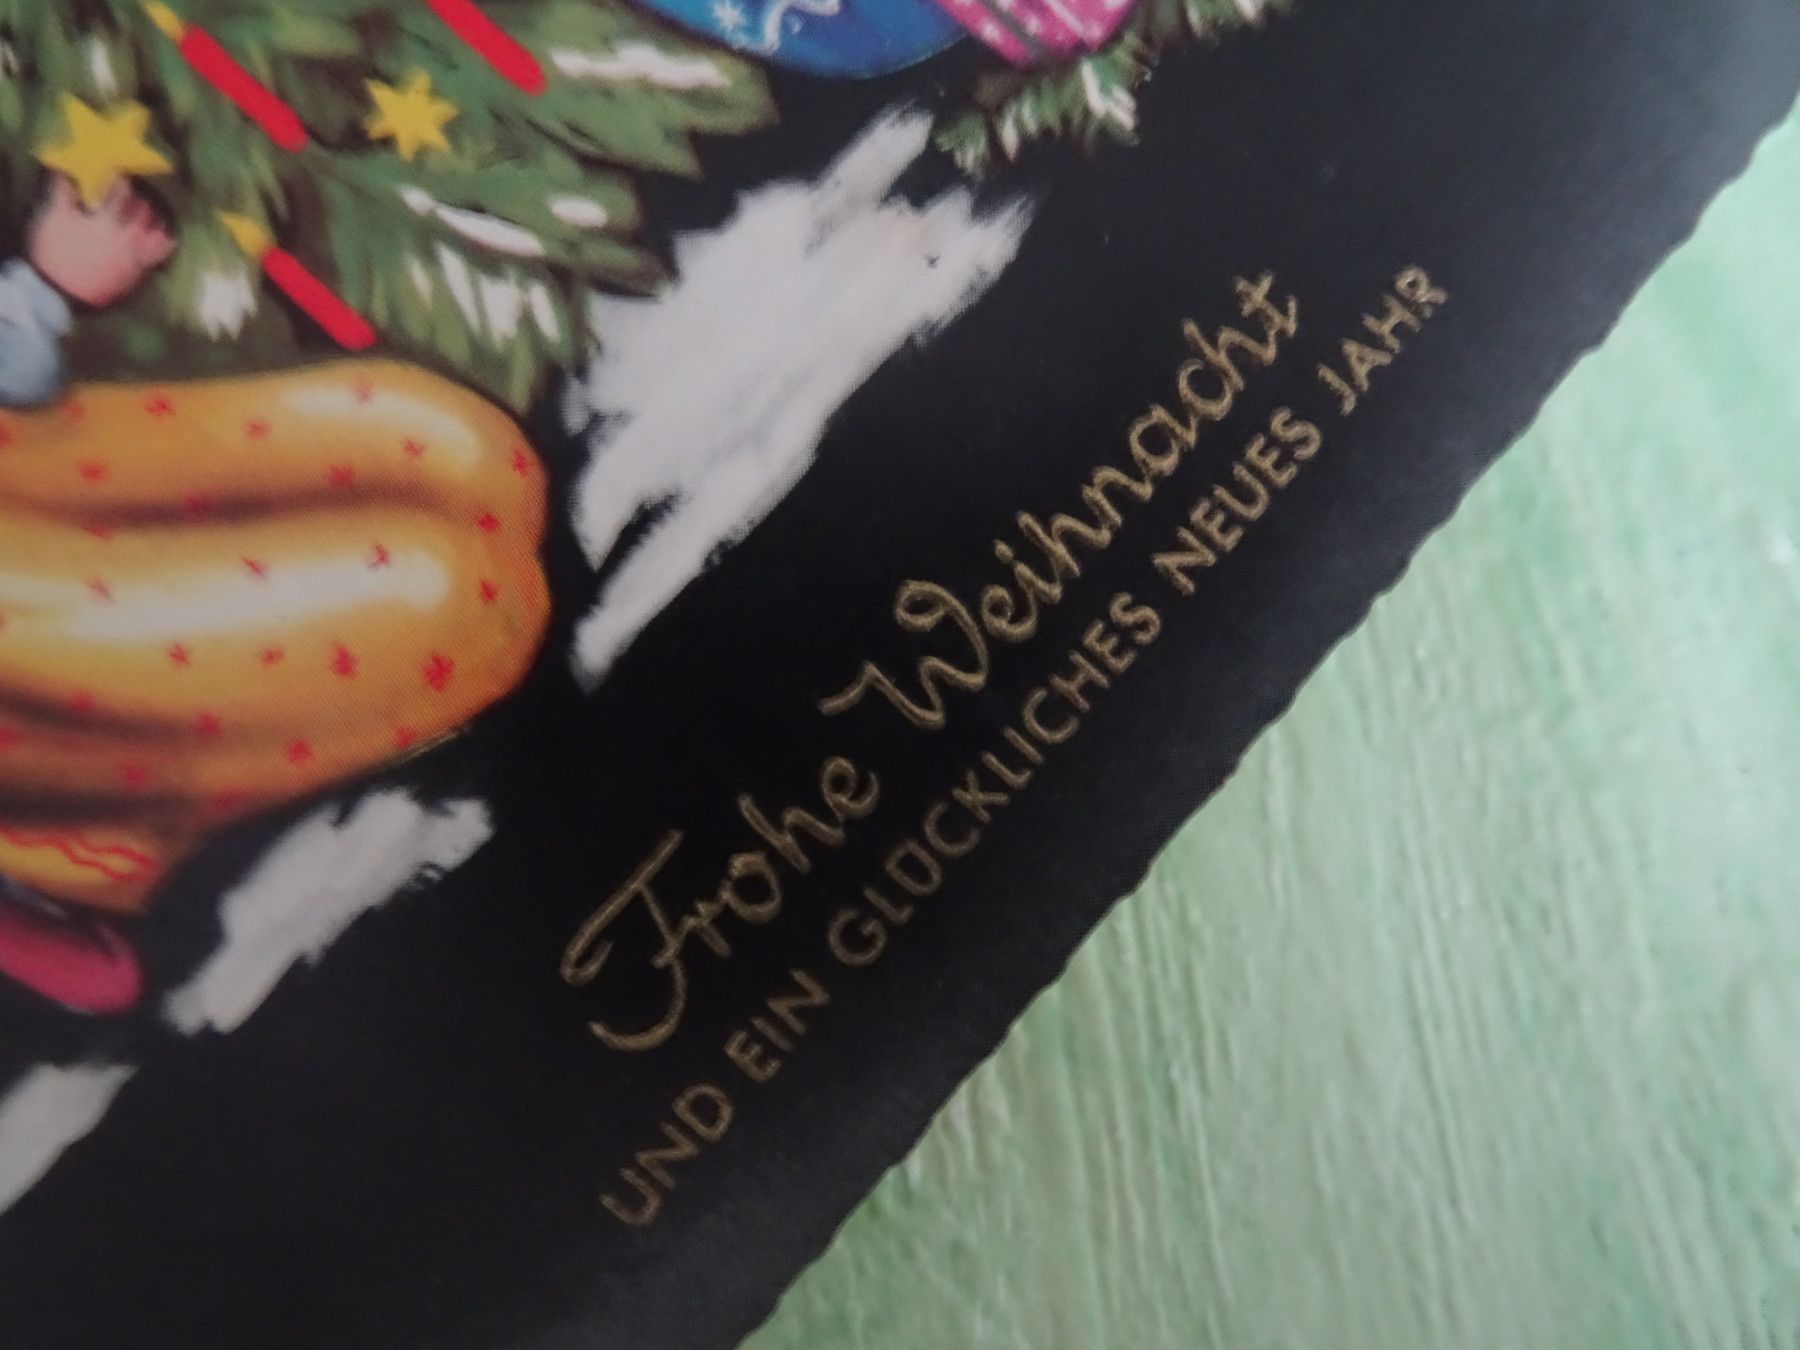 Frohe Weihnacht
UND EIN GLÜCKLICHES NEUES JAHR